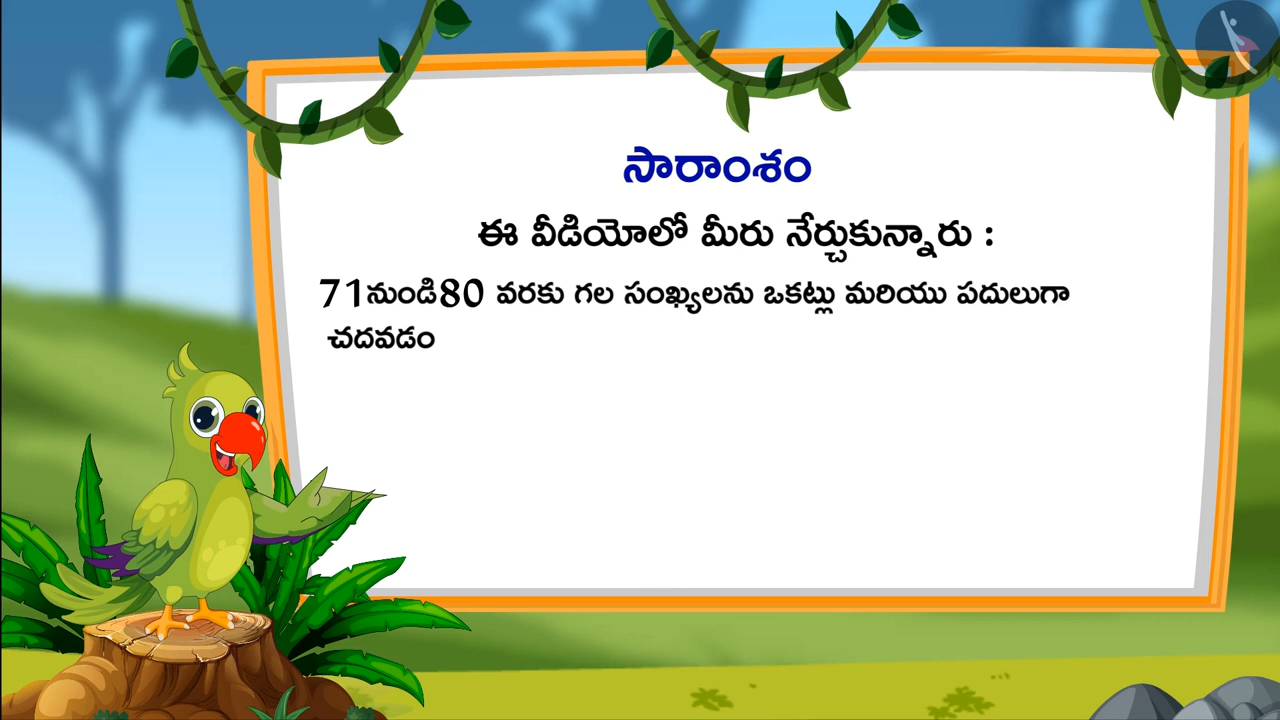 సారాంశం
ఈ వీడియోలో మీరు నేర్చుకున్నారు :
71నుండి80 వరకు గల సంఖ్యలను ఒకట్లు మరియు పదులుగా
చదవడం